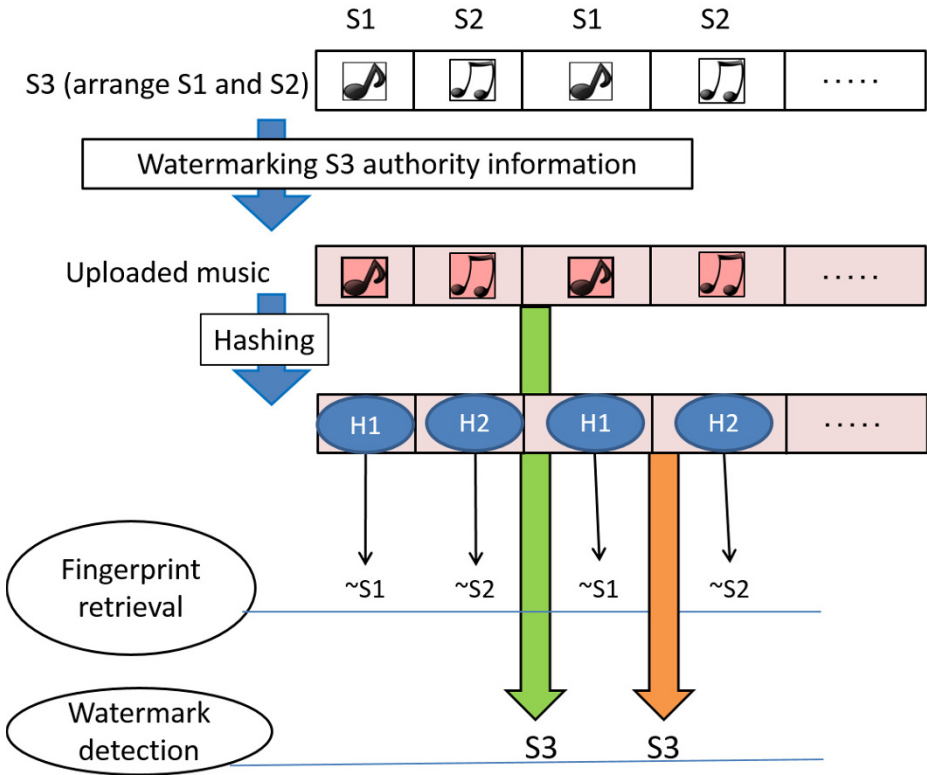 S1 S2 S1 S2
S3 (arrange S1 and S2) .....
Watermarking S3 authority information
Uploaded music .....
Hashing
H1 H2 H1 H2 .....
Fingerprint
retrieval
~S1 ~S2 ~S1 ~S2
Watermark
detection
S3 S3